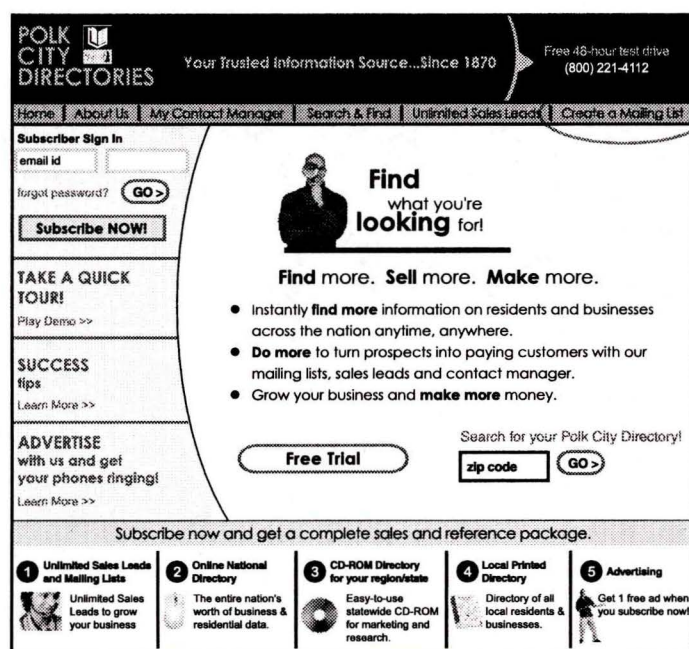 POLK
CITY
DIRECTORIES
Your Trusted Information Source...Since 1870
Free 48-hour test drive
(800) 221-4112
Home | About Us | My Contact Manager | Search & Find | Unlimited Sales Leads | Create a Mailing List
Subscriber Sign In
email id
forgot password? GO >
Subscribe NOW!
TAKE A QUICK
TOUR!
Play Demo >>
SUCCESS
tips
Learn More >>
ADVERTISE
with us and get
your phones ringing!
Learn More >>
Find
what you're
looking for!
Find more. Sell more. Make more.
● Instantly find more information on residents and businesses
across the nation anytime, anywhere.
● Do more to turn prospects into paying customers with our
mailing lists, sales leads and contact manager.
● Grow your business and make more money.
Free Trial
Search for your Polk City Directory!
zip code GO >
Subscribe now and get a complete sales and reference package.
1 Unlimited Sales Leads
and Mailing Lists
Unlimited Sales
Leads to grow
your business
2 Online National
Directory
The entire nation's
worth of business &
residential data.
3 CD-ROM Directory
for your region/state
Easy-to-use
statewide CD-ROM
for marketing and
research.
4 Local Printed
Directory
Directory of all
local residents &
businesses.
5 Advertising
Get 1 free ad when
you subscribe now!